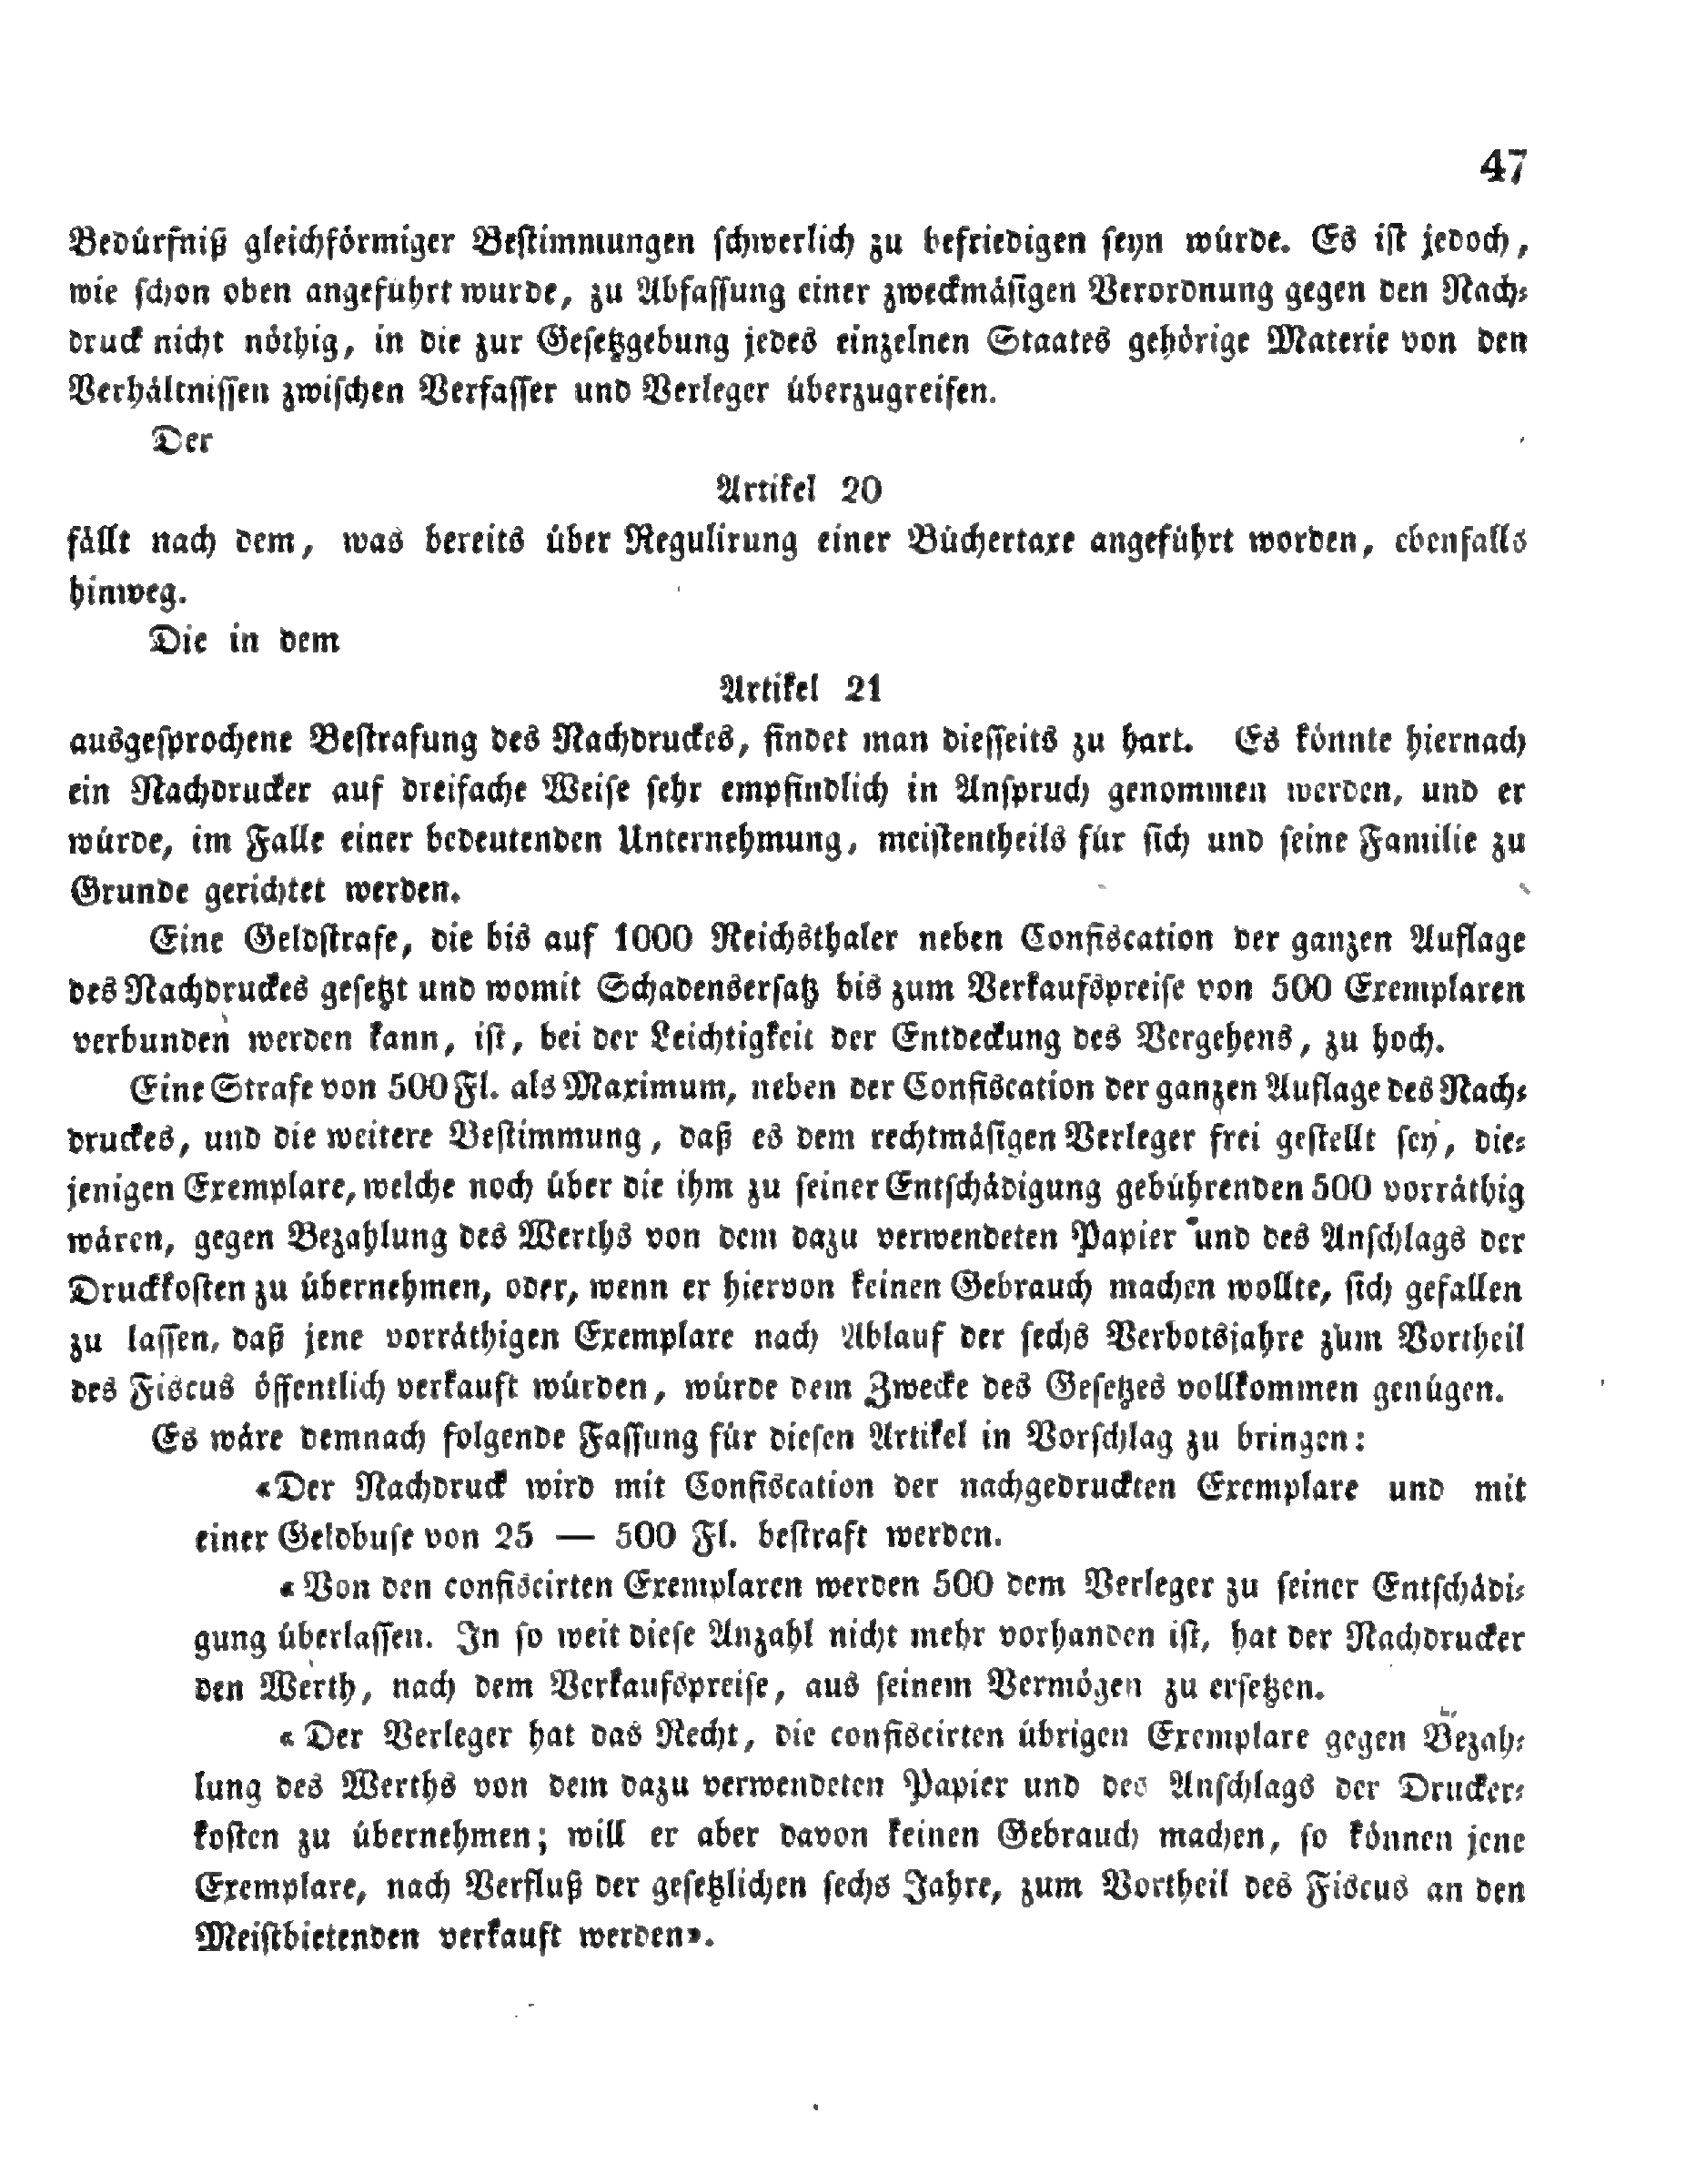 47
Bedürfniß gleichförmiger Bestimmungen schwerlich zu befriedigen seyn würde. Es ist jedoch,
wie schon oben angeführt wurde, zu Abfassung einer zweckmäsigen Verordnung gegen den Nach-
druck nicht nöthig, in die zur Gesetzgebung jedes einzelnen Staates gehörige Materie von den
Verhältnissen zwischen Verfasser und Verleger überzugreifen.
Der
Artikel 20
fällt nach dem, was bereits über Regulirung einer Büchertaxe angeführt worden, ebenfalls
hinweg.
Die in dem
Artikel 21
ausgesprochene Bestrafung des Nachdruckes, findet man diesseits zu hart. Es könnte hiernach
ein Nachdrucker auf dreifache Weise sehr empfindlich in Anspruch genommen werden, und er
würde, im Falle einer bedeutenden Unternehmung, meistentheils für sich und seine Familie zu
Grunde gerichtet werden.
Eine Geldstrafe, die bis auf 1000 Reichsthaler neben Confiscation der ganzen Auflage
des Nachdruckes gesetzt und womit Schadensersatz bis zum Verkaufspreise von 500 Exemplaren
verbunden werden kann, ist, bei der Leichtigkeit der Entdeckung des Vergehens, zu hoch.
Eine Strafe von 500 Fl. als Maximum, neben der Confiscation der ganzen Auflage des Nach-
druckes, und die weitere Bestimmung, daß es dem rechtmäsigen Verleger frei gestellt sey, die-
jenigen Exemplare, welche noch über die ihm zu seiner Entschädigung gebührenden 500 vorräthig
wären, gegen Bezahlung des Werths von dem dazu verwendeten Papier und des Anschlags der
Druckkosten zu übernehmen, oder, wenn er hiervon keinen Gebrauch machen wollte, sich gefallen
zu lassen, daß jene vorräthigen Exemplare nach Ablauf der sechs Verbotsjahre zum Vortheil
des Fiscus öffentlich verkauft würden, würde dem Zwecke des Gesetzes vollkommen genügen.
Es wäre demnach folgende Fassung für diesen Artikel in Vorschlag zu bringen:
«Der Nachdruck wird mit Confiscation der nachgedruckten Exemplare und mit
einer Geldbuse von 25 — 500 Fl. bestraft werden.
«Von den confiscirten Exemplaren werden 500 dem Verleger zu seiner Entschädi-
gung überlassen. In so weit diese Anzahl nicht mehr vorhanden ist, hat der Nachdrucker
den Werth, nach dem Verkaufspreise, aus seinem Vermögen zu ersetzen.
«Der Verleger hat das Recht, die confiscirten übrigen Exemplare gegen Bezah-
lung des Werths von dem dazu verwendeten Papier und des Anschlags der Drucker-
kosten zu übernehmen; will er aber davon keinen Gebrauch machen, so können jene
Exemplare, nach Verfluß der gesetzlichen sechs Jahre, zum Vortheil des Fiscus an den
Meistbietenden verkauft werden».